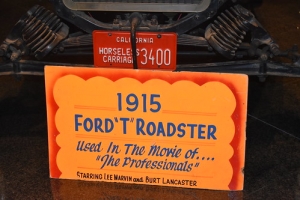 CALIFORNIA
HORSELESS
CARRIAGE 3400
1915
FORD "T" ROADSTER
Used In The Movie of....
"The Professionals"
STARRING LEE MARVIN AND BURT LANCASTER